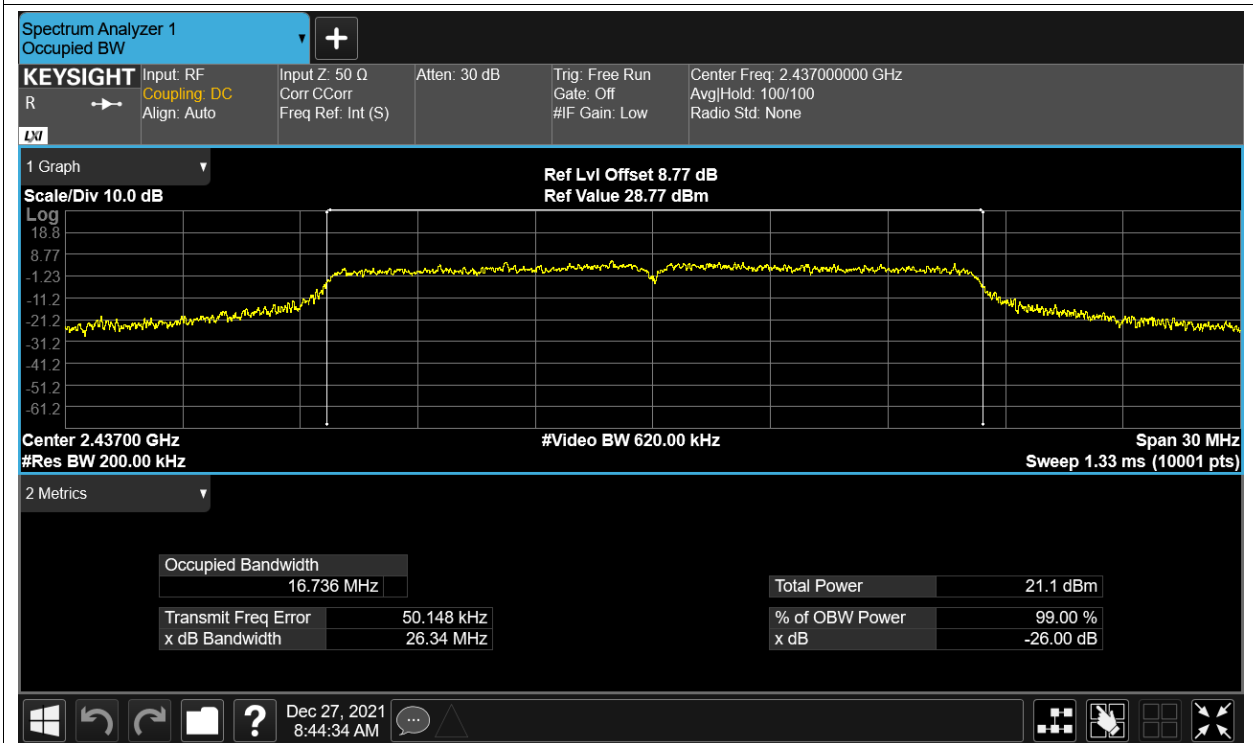 Spectrum Analyzer 1
Occupied BW
KEYSIGHT
R
LXI
Input: RF
Coupling: DC
Align: Auto
Input Z: 50 Ω
Corr CCorr
Freq Ref: Int (S)
Atten: 30 dB
Trig: Free Run
Gate: Off
#IF Gain: Low
Center Freq: 2.437000000 GHz
Avg|Hold: 100/100
Radio Std: None
1 Graph
Scale/Div 10.0 dB
Ref Lvl Offset 8.77 dB
Ref Value 28.77 dBm
Log
18.8
8.77
-1.23
-11.2
-21.2
-31.2
-41.2
-51.2
-61.2
Center 2.43700 GHz
#Video BW 620.00 kHz
Span 30 MHz
#Res BW 200.00 kHz
Sweep 1.33 ms (10001 pts)
2 Metrics
Occupied Bandwidth
16.736 MHz
Total Power 21.1 dBm
Transmit Freq Error 50.148 kHz
% of OBW Power 99.00 %
x dB Bandwidth 26.34 MHz
x dB -26.00 dB
?
Dec 27, 2021
8:44:34 AM